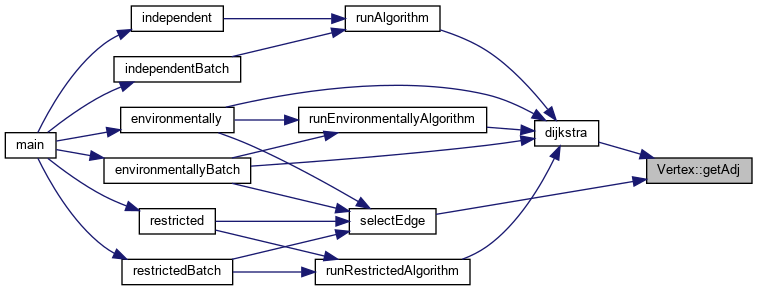 independent
runAlgorithm
independentBatch
environmentally
runEnvironmentallyAlgorithm
dijkstra
main
environmentallyBatch
Vertex::getAdj
restricted
selectEdge
restrictedBatch
runRestrictedAlgorithm